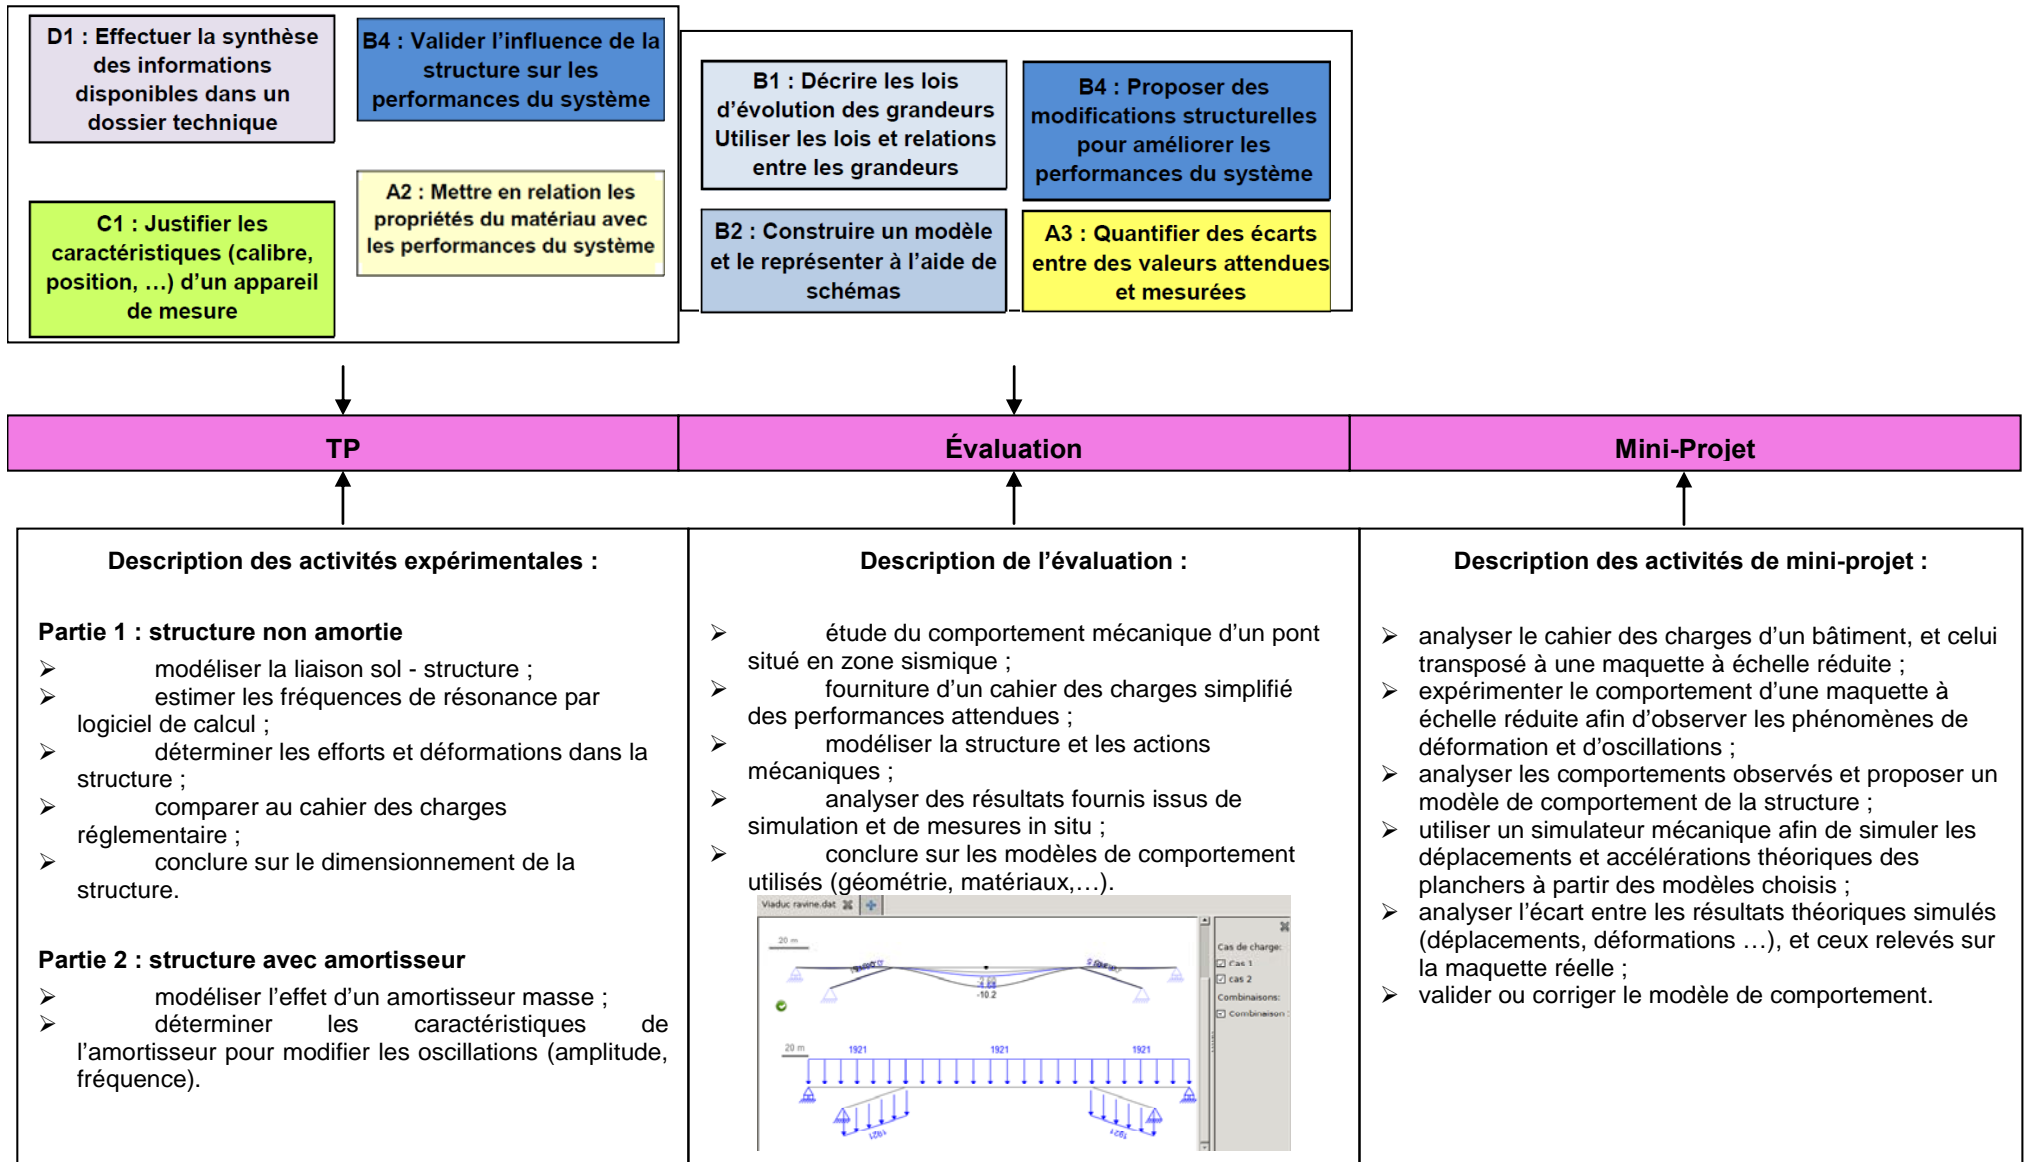 D1 : Effectuer la synthèse
des informations
disponibles dans un
dossier technique
B4 : Valider l'influence de la
structure sur les
performances du système
C1 : Justifier les
caractéristiques (calibre,
position, …) d'un appareil
de mesure
A2 : Mettre en relation les
propriétés du matériau avec
les performances du système
B1 : Décrire les lois
d'évolution des grandeurs
Utiliser les lois et relations
entre les grandeurs
B4 : Proposer des
modifications structurelles
pour améliorer les
performances du système
B2 : Construire un modèle
et le représenter à l'aide de
schémas
A3 : Quantifier des écarts
entre des valeurs attendues
et mesurées
TP
Évaluation
Mini-Projet
Description des activités expérimentales :
Partie 1 : structure non amortie
➢ modéliser la liaison sol - structure ;
➢ estimer les fréquences de résonance par
logiciel de calcul ;
➢ déterminer les efforts et déformations dans la
structure ;
➢ comparer au cahier des charges
réglementaire ;
➢ conclure sur le dimensionnement de la
structure.
Partie 2 : structure avec amortisseur
➢ modéliser l'effet d'un amortisseur masse ;
➢ déterminer les caractéristiques de
l'amortisseur pour modifier les oscillations (amplitude,
fréquence).
Description de l'évaluation :
➢ étude du comportement mécanique d'un pont
situé en zone sismique ;
➢ fourniture d'un cahier des charges simplifié
des performances attendues ;
➢ modéliser la structure et les actions
mécaniques ;
➢ analyser des résultats fournis issus de
simulation et de mesures in situ ;
➢ conclure sur les modèles de comportement
utilisés (géométrie, matériaux,…).
Viaduc ravine.dat
20 m
-10.2
Cas de charge:
Cas 1
cas 2
Combinaisons:
Combinaison
20 m
1921
1921
1921
1921
1921
Description des activités de mini-projet :
➢ analyser le cahier des charges d'un bâtiment, et celui
transposé à une maquette à échelle réduite ;
➢ expérimenter le comportement d'une maquette à
échelle réduite afin d'observer les phénomènes de
déformation et d'oscillations ;
➢ analyser les comportements observés et proposer un
modèle de comportement de la structure ;
➢ utiliser un simulateur mécanique afin de simuler les
déplacements et accélérations théoriques des
planchers à partir des modèles choisis ;
➢ analyser l'écart entre les résultats théoriques simulés
(déplacements, déformations …), et ceux relevés sur
la maquette réelle ;
➢ valider ou corriger le modèle de comportement.